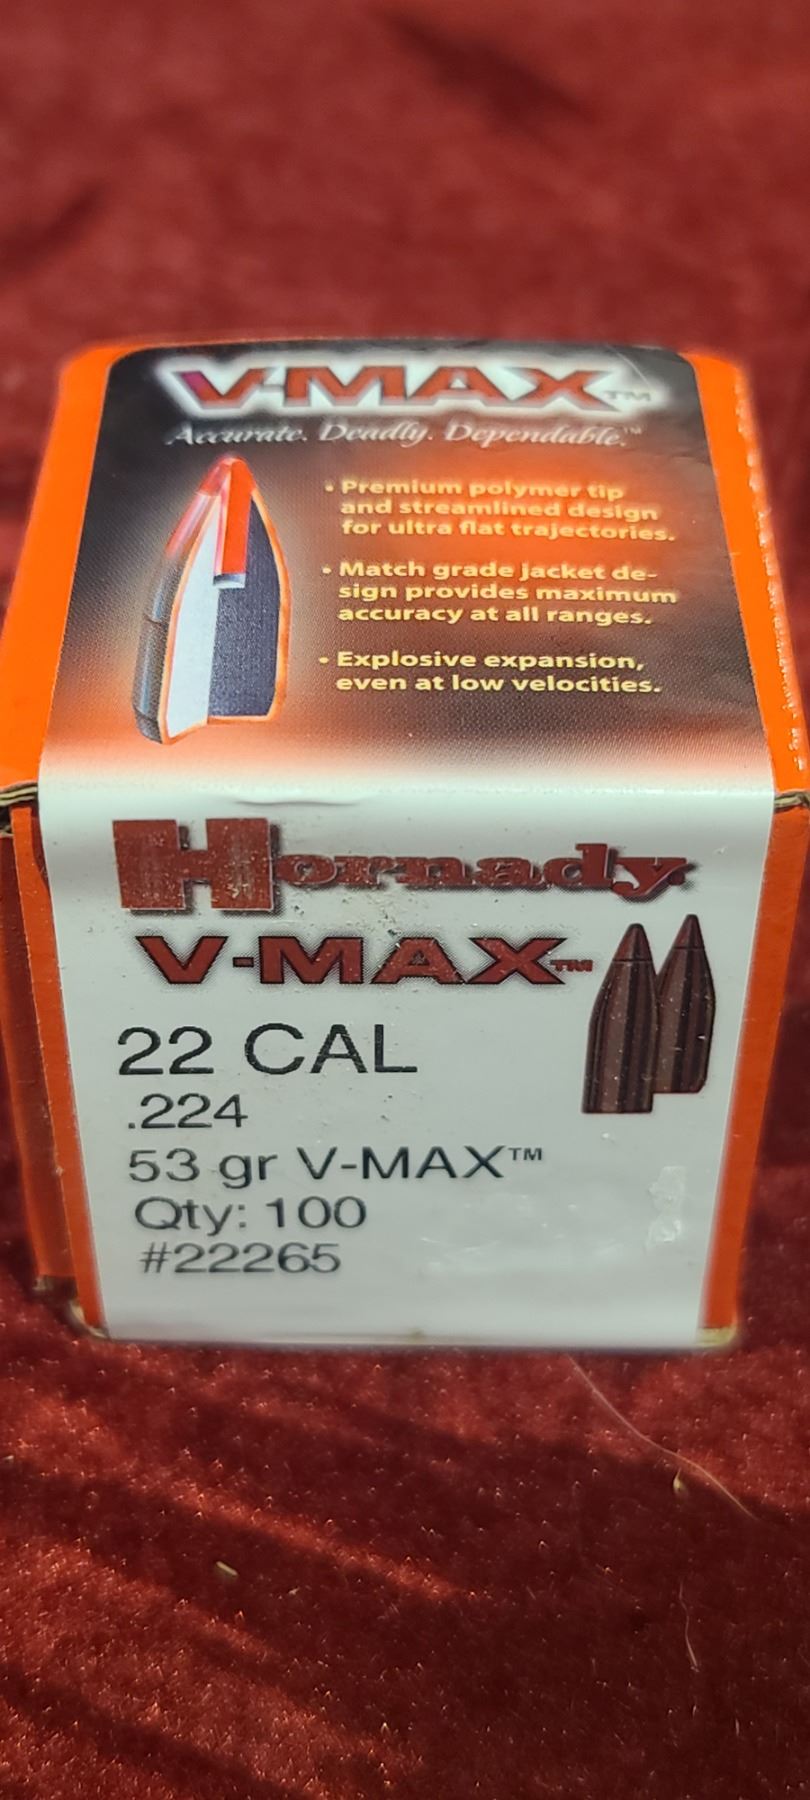 V-MAX™
Accurate. Deadly. Dependable.™
• Premium polymer tip
and streamlined design
for ultra flat trajectories.
• Match grade jacket de-
sign provides maximum
accuracy at all ranges.
• Explosive expansion,
even at low velocities.
Hornady.
V-MAX™
22 CAL
.224
53 gr V-MAX™
Qty: 100
#22265